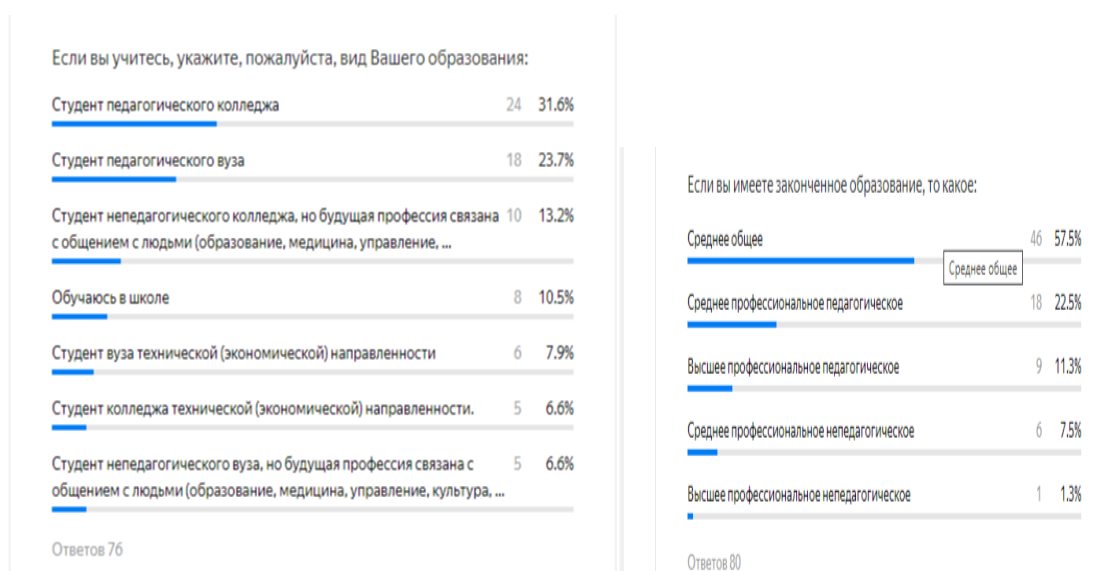 Если вы учитесь, укажите, пожалуйста, вид Вашего образования:
Студент педагогического колледжа 24 31.6%
Студент педагогического вуза 18 23.7%
Студент непедагогического колледжа, но будущая профессия связана 10 13.2%
с общением с людьми (образование, медицина, управление, ...
Обучаюсь в школе 8 10.5%
Студент вуза технической (экономической) направленности 6 7.9%
Студент колледжа технической (экономической) направленности. 5 6.6%
Студент непедагогического вуза, но будущая профессия связана с 5 6.6%
общением с людьми (образование, медицина, управление, культура, ...
Ответов 76
Если вы имеете законченное образование, то какое:
Среднее общее 46 57.5%
Среднее общее
Среднее профессиональное педагогическое 18 22.5%
Высшее профессиональное педагогическое 9 11.3%
Среднее профессиональное непедагогическое 6 7.5%
Высшее профессиональное непедагогическое 1 1.3%
Ответов 80